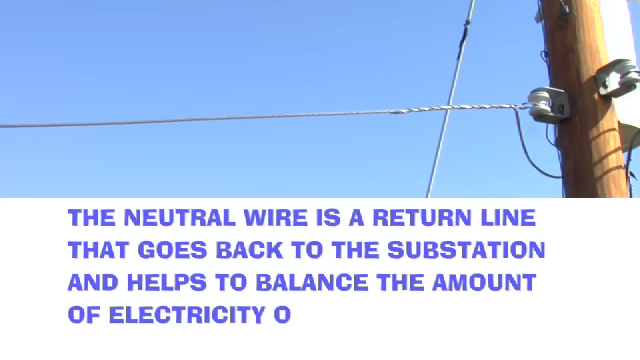 THE NEUTRAL WIRE IS A RETURN LINE
THAT GOES BACK TO THE SUBSTATION
AND HELPS TO BALANCE THE AMOUNT
OF ELECTRICITY O